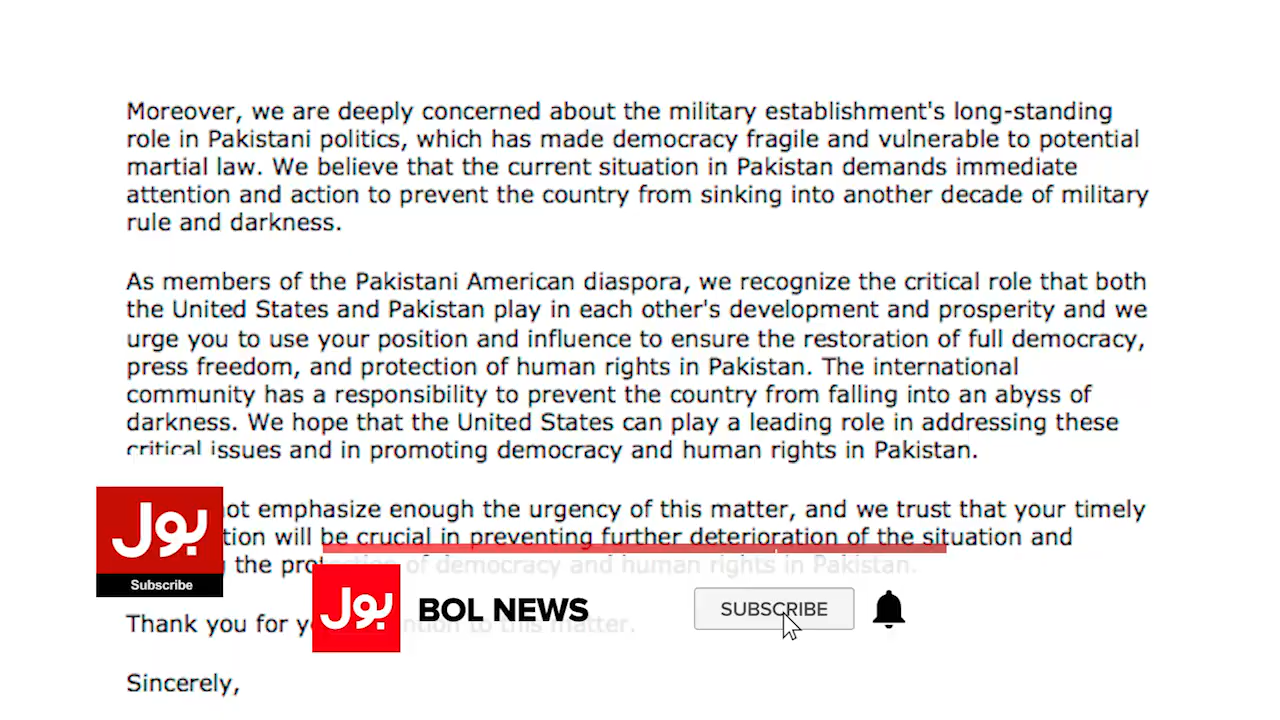 Moreover, we are deeply concerned about the military establishment's long-standing
role in Pakistani politics, which has made democracy fragile and vulnerable to potential
martial law. We believe that the current situation in Pakistan demands immediate
attention and action to prevent the country from sinking into another decade of military
rule and darkness.
As members of the Pakistani American diaspora, we recognize the critical role that both
the United States and Pakistan play in each other's development and prosperity and we
urge you to use your position and influence to ensure the restoration of full democracy,
press freedom, and protection of human rights in Pakistan. The international
community has a responsibility to prevent the country from falling into an abyss of
darkness. We hope that the United States can play a leading role in addressing these
critical issues and in promoting democracy and human rights in Pakistan.
not emphasize enough the urgency of this matter, and we trust that your timely
will be crucial in preventing further deterioration of the situation and
the protection of democracy and human rights in Pakistan.
بول
Subscribe
بول
BOL NEWS
SUBSCRIBE
Thank you for your attention to this matter.
Sincerely,